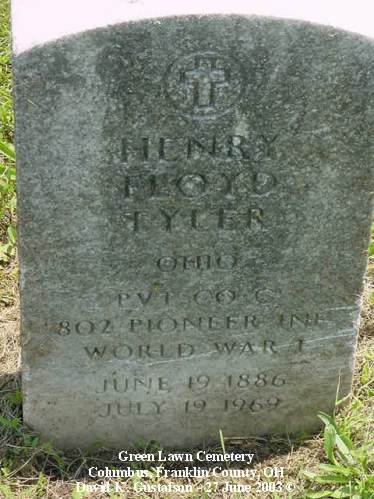 HENRY
FLOYD
TYLER
OHIO
PVT CO C
802 PIONEER INF
WORLD WAR I
JUNE 19 1886
JULY 19 1969
Green Lawn Cemetery
Columbus, Franklin County, OH
David K. Gustafson - 27 June 2003 ©